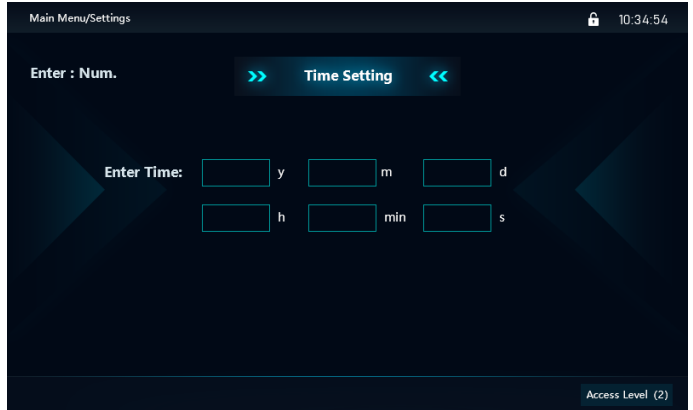 Main Menu/Settings 10:34:54
Enter : Num. Time Setting
Enter Time: y m d
h min s
Access Level (2)